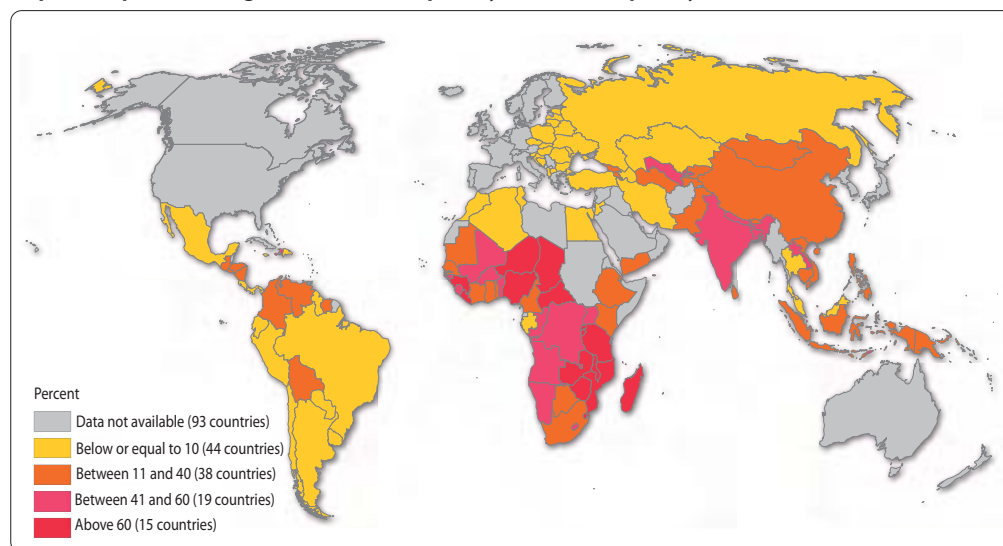 Percent
Data not available (93 countries)
Below or equal to 10 (44 countries)
Between 11 and 40 (38 countries)
Between 41 and 60 (19 countries)
Above 60 (15 countries)